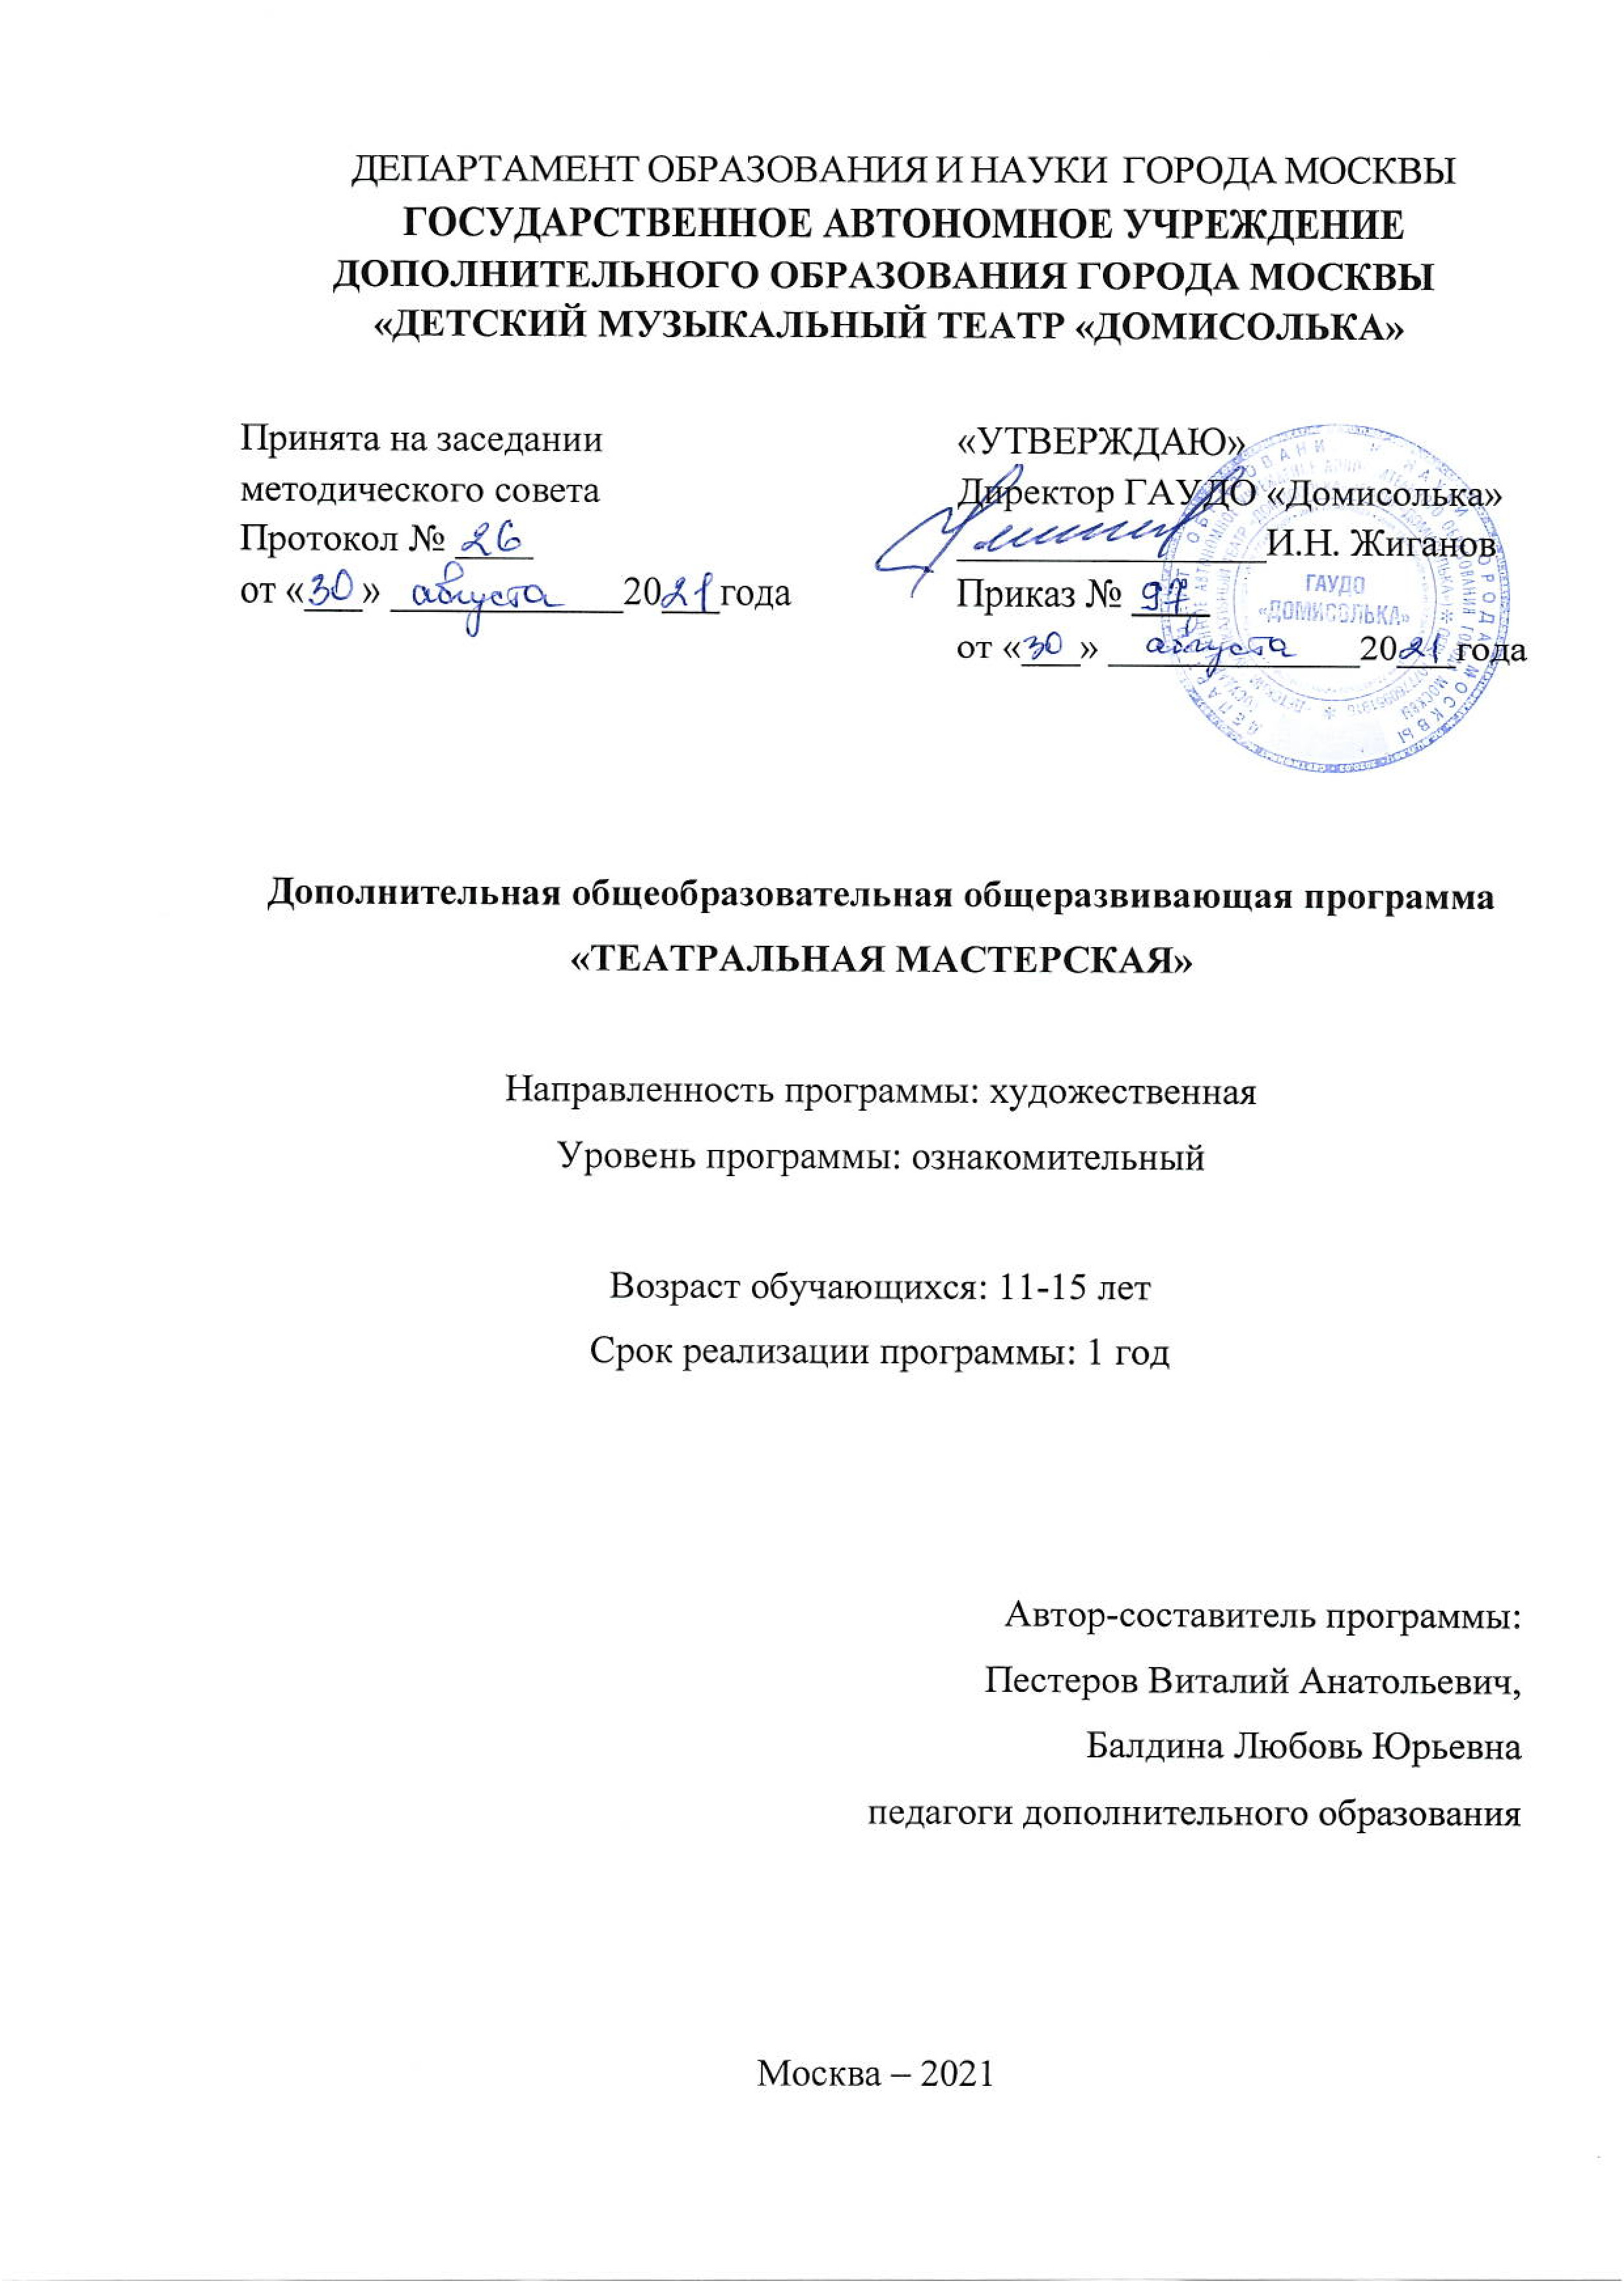 ДЕПАРТАМЕНТ ОБРАЗОВАНИЯ И НАУКИ ГОРОДА МОСКВЫ
ГОСУДАРСТВЕННОЕ АВТОНОМНОЕ УЧРЕЖДЕНИЕ
ДОПОЛНИТЕЛЬНОГО ОБРАЗОВАНИЯ ГОРОДА МОСКВЫ
«ДЕТСКИЙ МУЗЫКАЛЬНЫЙ ТЕАТР «ДОМИСОЛЬКА»
Принята на заседании
методического совета
Протокол № 26
от «30» августа 2021 года
«УТВЕРЖДАЮ»
Директор ГАУДО «Домисолька»
И.Н. Жиганов
Приказ № 97
от «30» августа 2021 года
ГАУДО
«ДОМИСОЛЬКА»
Дополнительная общеобразовательная общеразвивающая программа
«ТЕАТРАЛЬНАЯ МАСТЕРСКАЯ»
Направленность программы: художественная
Уровень программы: ознакомительный
Возраст обучающихся: 11-15 лет
Срок реализации программы: 1 год
Автор-составитель программы:
Пестеров Виталий Анатольевич,
Балдина Любовь Юрьевна
педагоги дополнительного образования
Москва – 2021